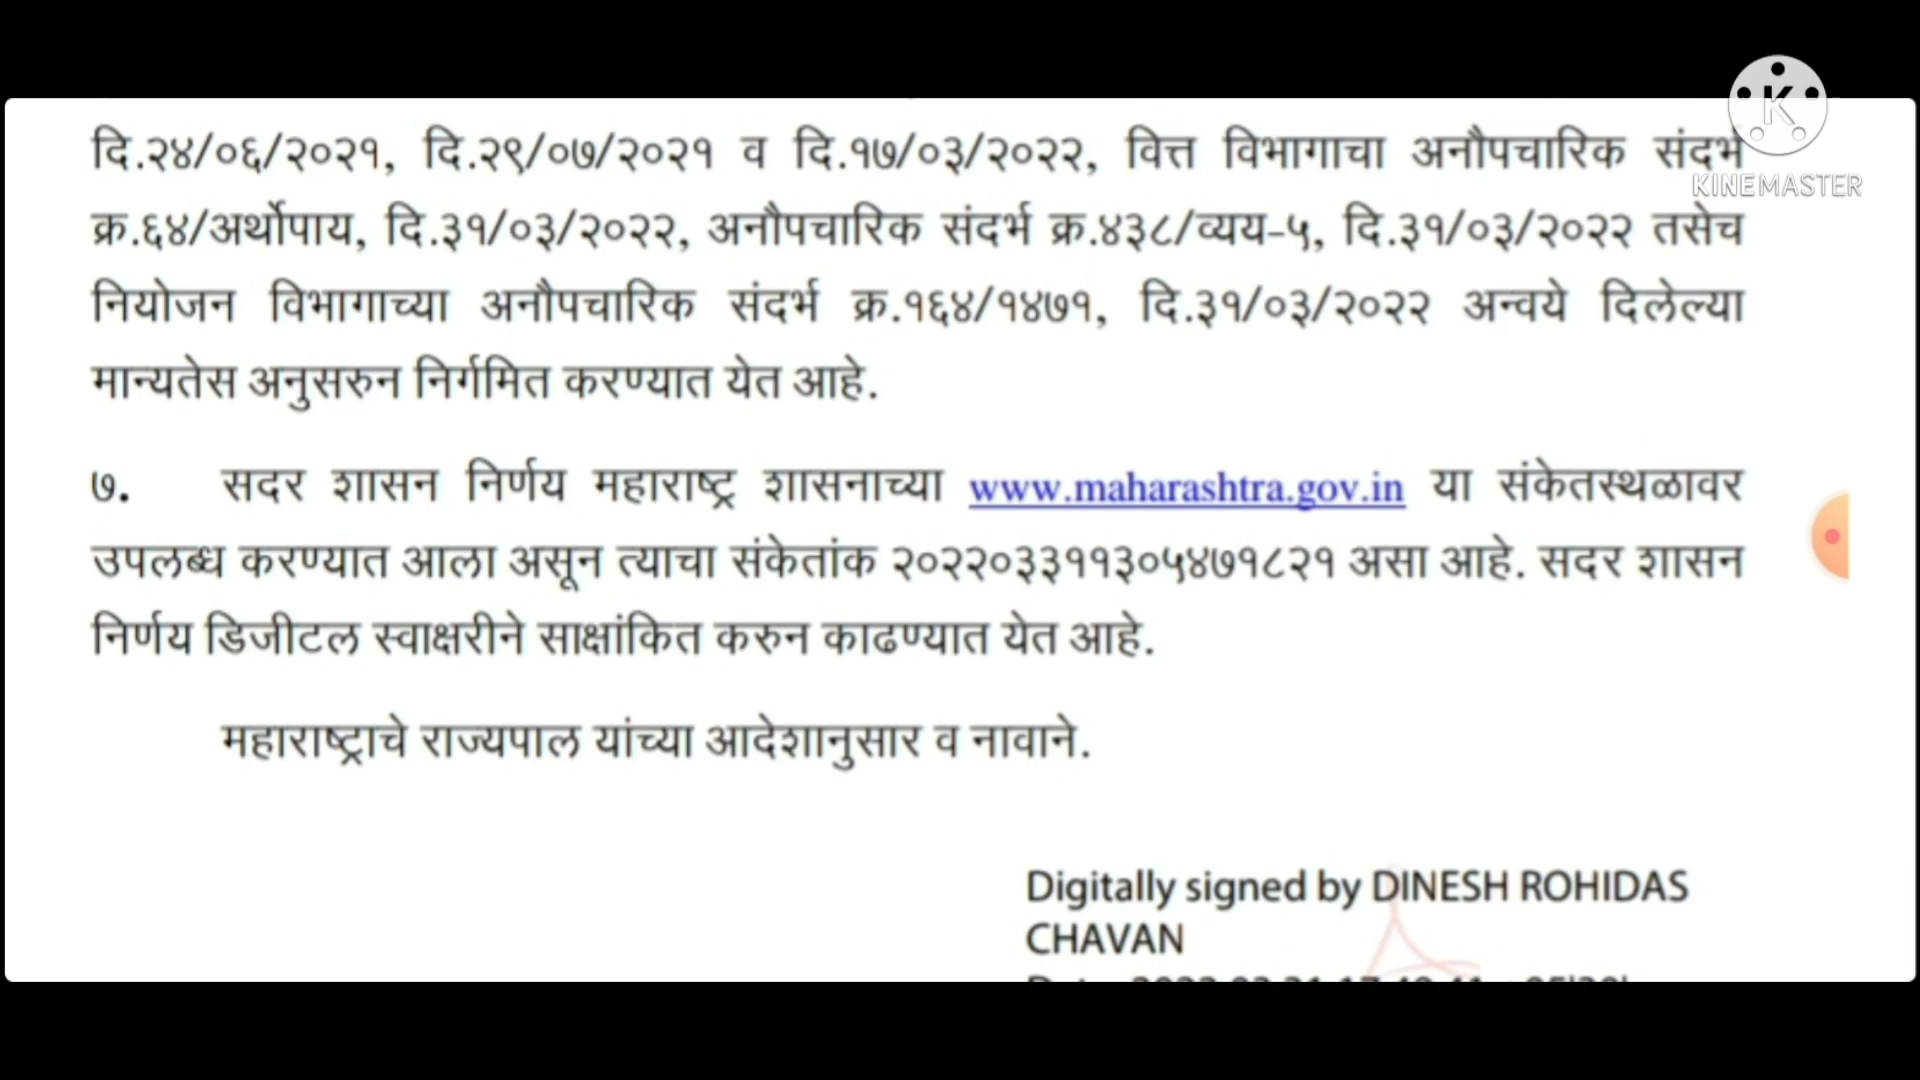 दि.२४/०६/२०२१, दि.२९/०७/२०२१ व दि.१७/०३/२०२२, वित्त विभागाचा अनौपचारिक संदर्भ
क्र.६४/अर्थोपाय, दि.३१/०३/२०२२, अनौपचारिक संदर्भ क्र.४३८/व्यय-५, दि.३१/०३/२०२२ तसेच
नियोजन विभागाच्या अनौपचारिक संदर्भ क्र.१६४/१४७१, दि.३१/०३/२०२२ अन्वये दिलेल्या
मान्यतेस अनुसरुन निर्गमित करण्यात येत आहे.
७. सदर शासन निर्णय महाराष्ट्र शासनाच्या www.maharashtra.gov.in या संकेतस्थळावर
उपलब्ध करण्यात आला असून त्याचा संकेतांक २०२२०३३११३०५४७१८२१ असा आहे. सदर शासन
निर्णय डिजीटल स्वाक्षरीने साक्षांकित करुन काढण्यात येत आहे.
महाराष्ट्राचे राज्यपाल यांच्या आदेशानुसार व नावाने.
Digitally signed by DINESH ROHIDAS
CHAVAN
K
KINEMASTER